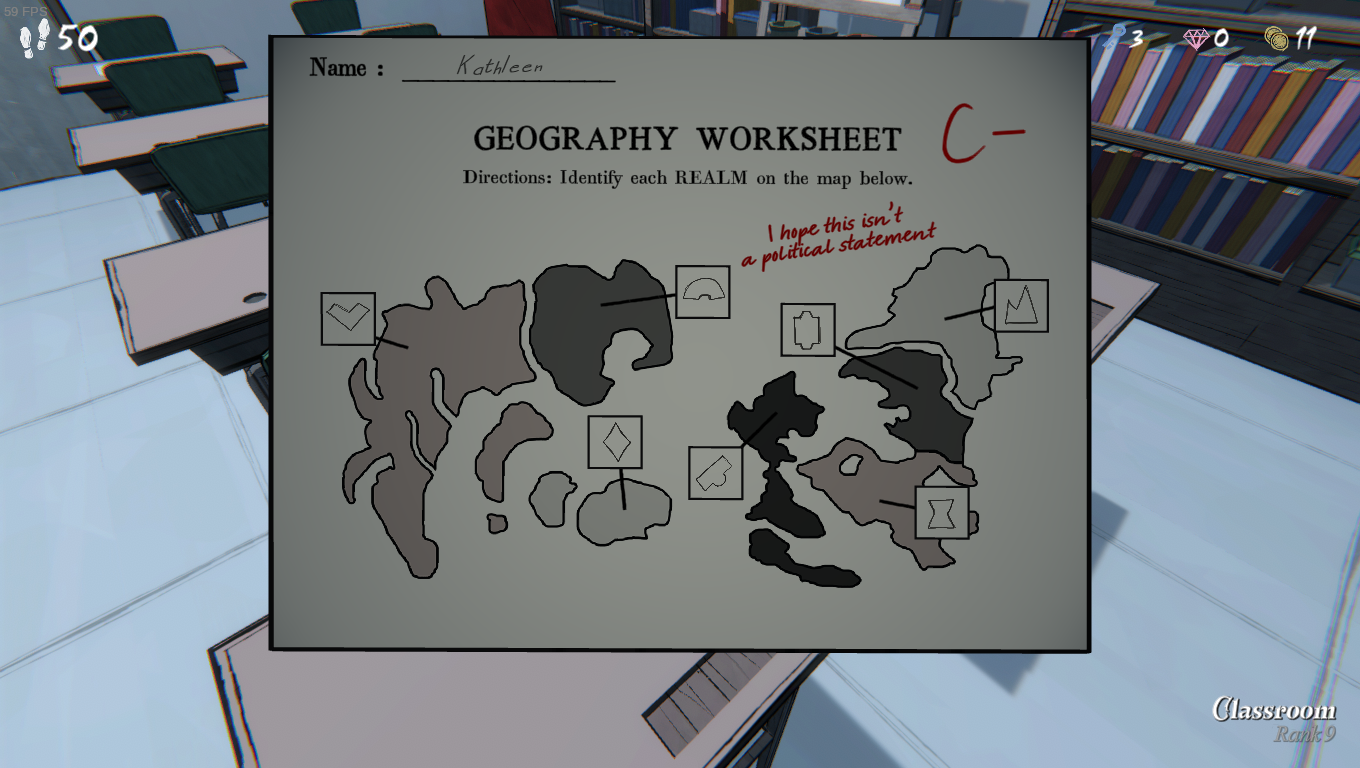 59 FPS
50
3
0
11
Name : Kathleen
GEOGRAPHY WORKSHEET
C-
Directions: Identify each REALM on the map below.
I hope this isn't
a political statement
Classroom
Rank 9